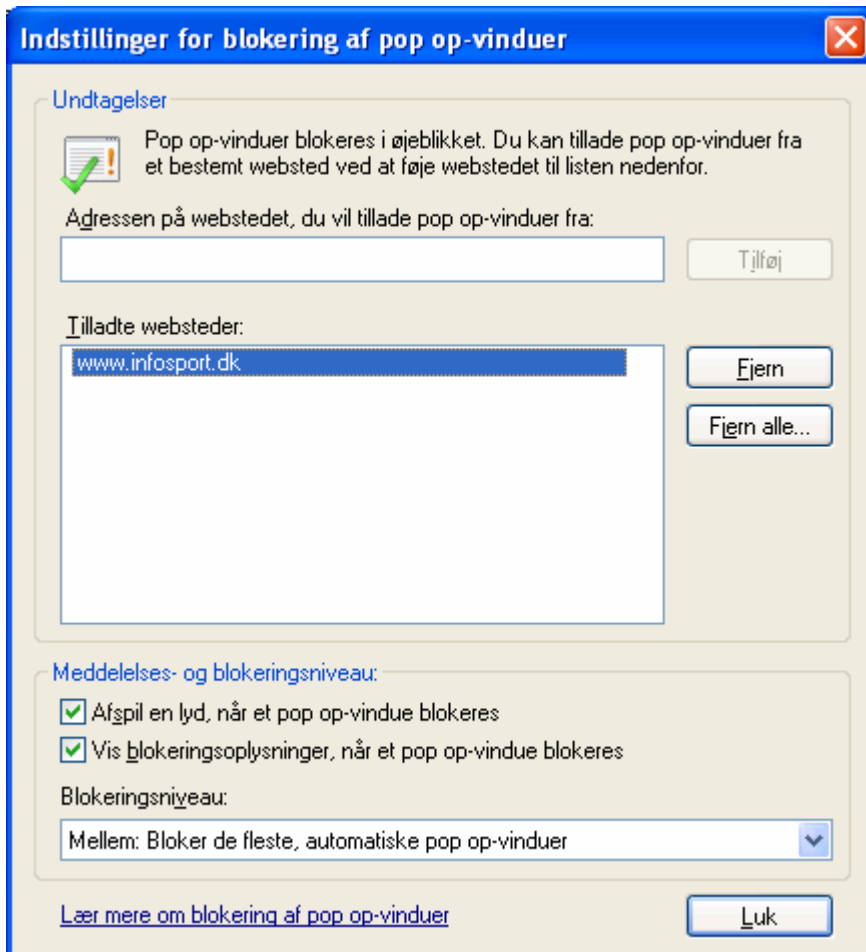 Indstillinger for blokering af pop op-vinduer
Undtagelser
Pop op-vinduer blokeres i øjeblikket. Du kan tillade pop op-vinduer fra
et bestemt websted ved at føje webstedet til listen nedenfor.
Adressen på webstedet, du vil tillade pop op-vinduer fra:
Tilføj
Tilladte websteder:
www.infosport.dk
Fjern
Fjern alle...
Meddelelses- og blokeringsniveau:
Afspil en lyd, når et pop op-vindue blokeres
Vis blokeringsoplysninger, når et pop op-vindue blokeres
Blokeringsniveau:
Mellem: Bloker de fleste, automatiske pop op-vinduer
Lær mere om blokering af pop op-vinduer
Luk